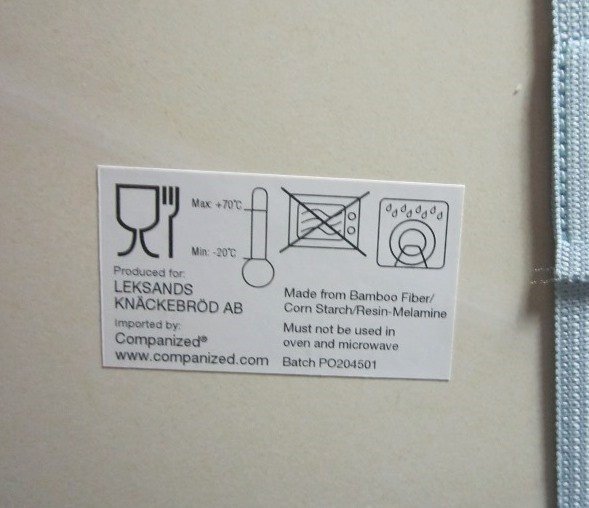 Max: +70°C
Min: -20°C
Produced for:
LEKSANDS
KNÄCKEBRÖD AB
imported by:
Companized®
www.companized.com
Made from Bamboo Fiber/
Corn Starch/Resin-Melamine
Must not be used in
oven and microwave
Batch PO204501